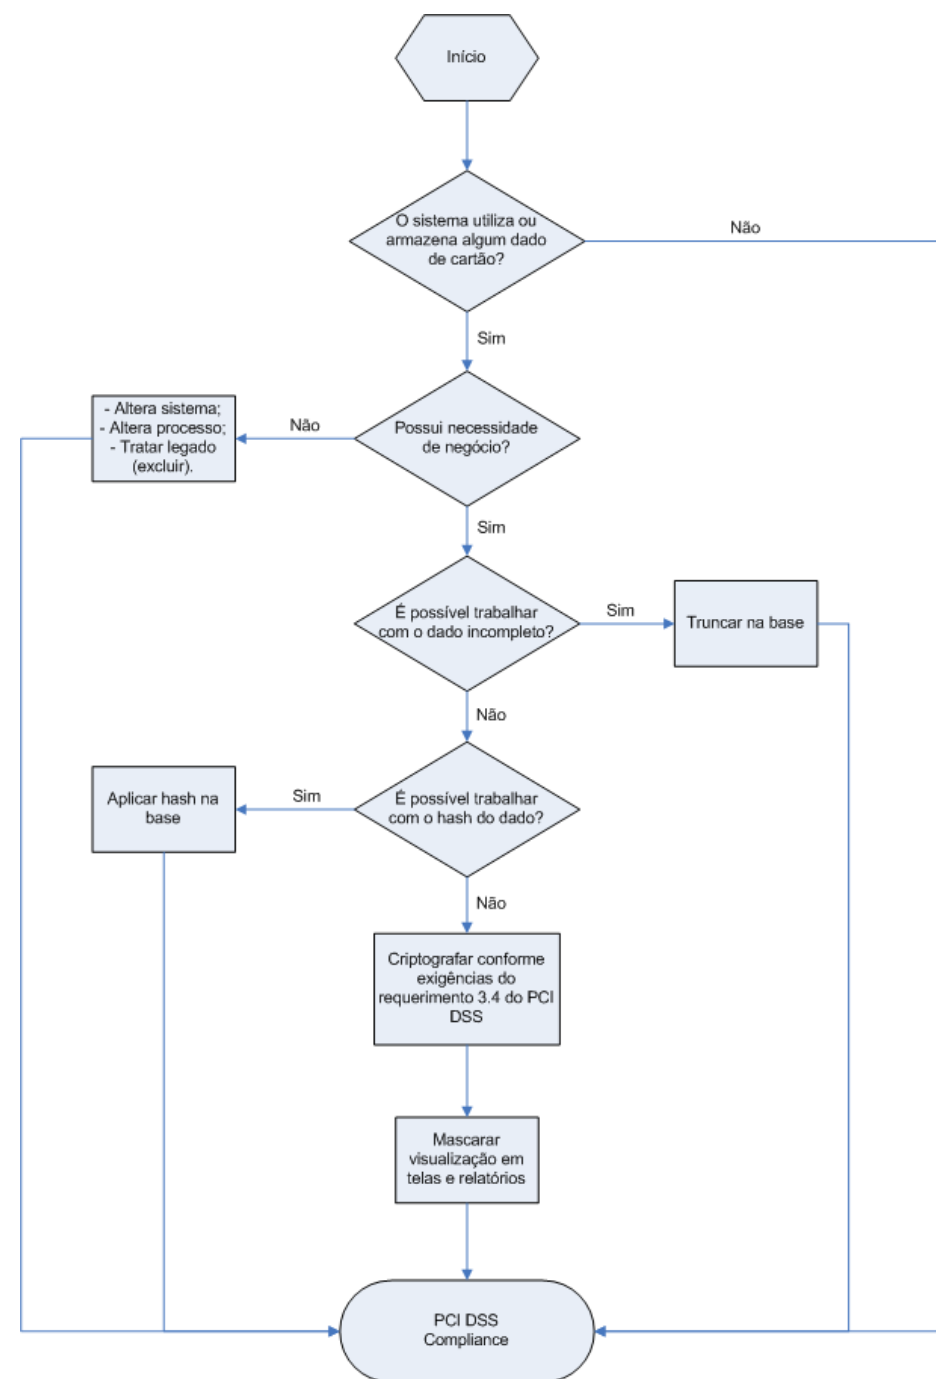 Início
O sistema utiliza ou
armazena algum dado
de cartão?
Não
Sim
- Altera sistema;
- Altera processo;
- Tratar legado
(excluir).
Não
Possui necessidade
de negócio?
Sim
É possível trabalhar
com o dado incompleto?
Sim
Truncar na base
Não
Aplicar hash na
base
Sim
É possível trabalhar
com o hash do dado?
Não
Criptografar conforme
exigências do
requerimento 3.4 do PCI
DSS
Mascarar
visualização em
telas e relatórios
PCI DSS
Compliance